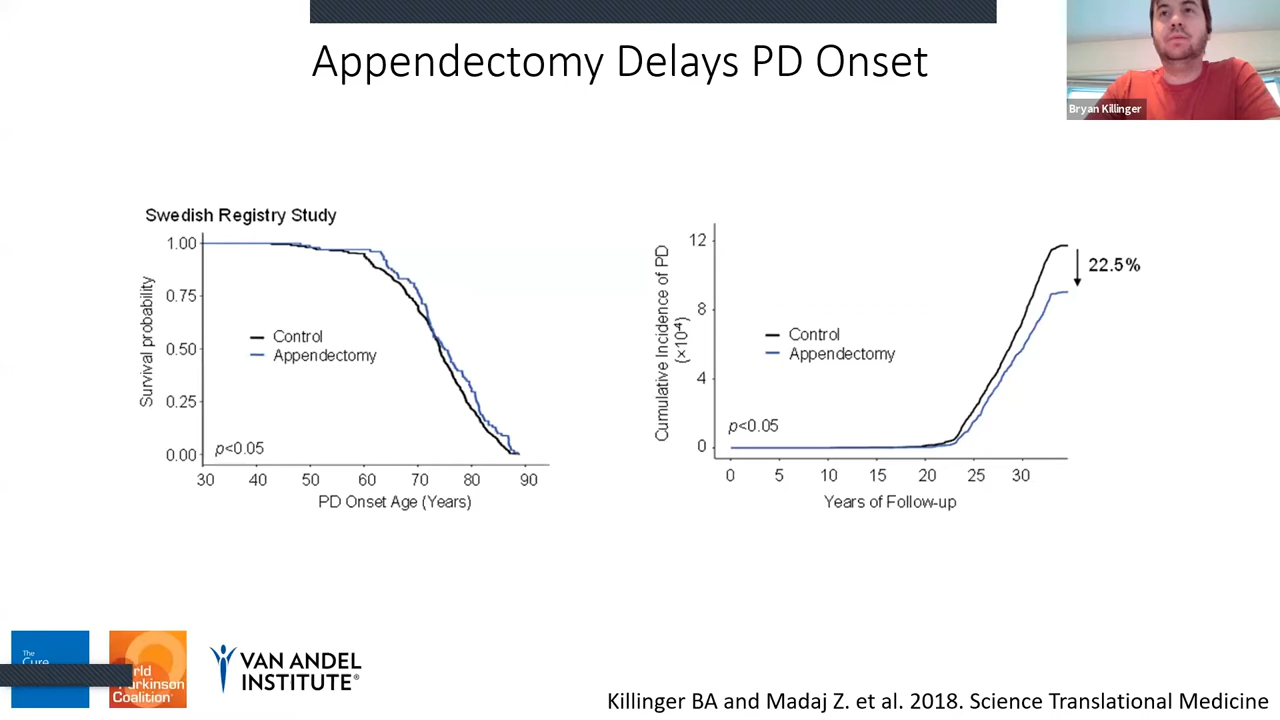 Appendectomy Delays PD Onset
Bryan Killinger
Swedish Registry Study
1.00
0.75
0.50
0.25
0.00
Survival probability
Control
Appendectomy
p<0.05
30 40 50 60 70 80 90
PD Onset Age (Years)
12
8
4
0
Cumulative Incidence of PD
(×10⁻⁴)
22.5%
Control
Appendectomy
p<0.05
0 5 10 15 20 25 30
Years of Follow-up
The
Cure
rld
arkinson
Coalition
VAN ANDEL
INSTITUTE®
Killinger BA and Madaj Z. et al. 2018. Science Translational Medicine